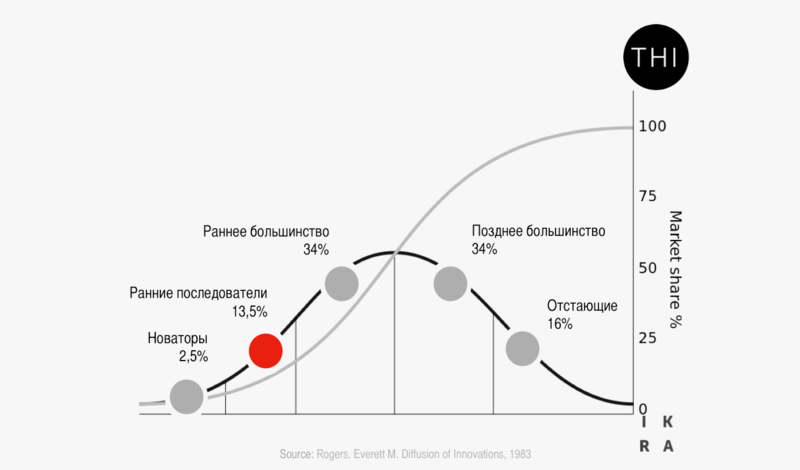 THI
100
75
50
25
0
Market share %
Раннее большинство
34%
Позднее большинство
34%
Ранние последователи
13,5%
Отстающие
16%
Новаторы
2,5%
I K
R A
Source: Rogers, Everett M. Diffusion of Innovations, 1983